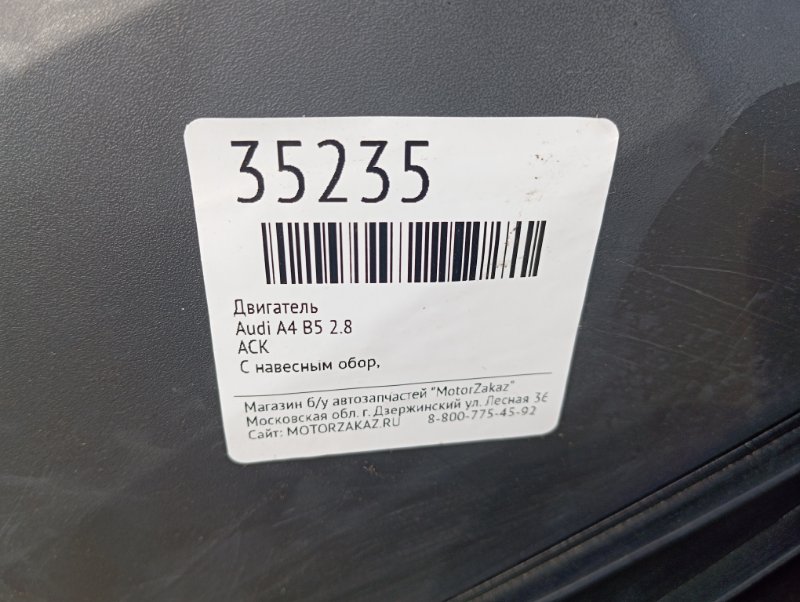 35235
Двигатель
Audi A4 B5 2.8
ACK
С навесным обор,
Магазин б/у автозапчастей "MotorZakaz"
Московская обл. г. Дзержинский ул. Лесная 3Б
Сайт: MOTORZAKAZ.RU 8-800-775-45-92